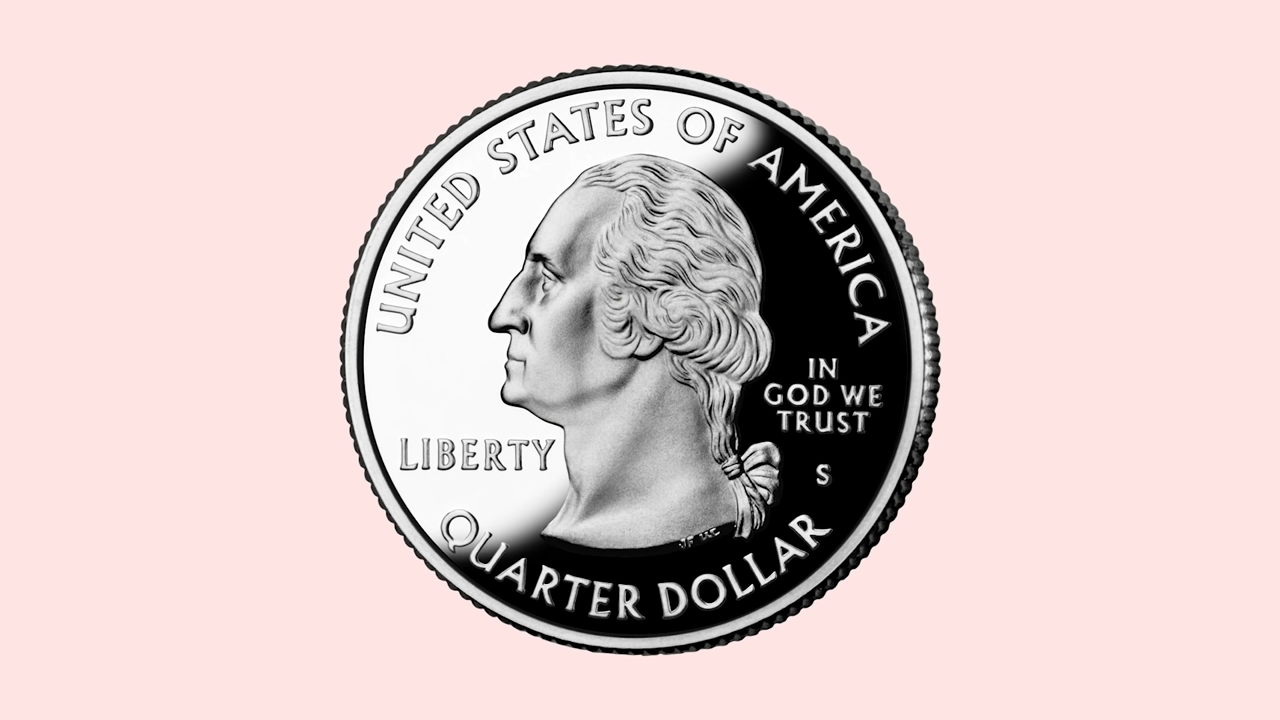 UNITED STATES OF AMERICA
LIBERTY
IN
GOD WE
TRUST
S
QUARTER DOLLAR